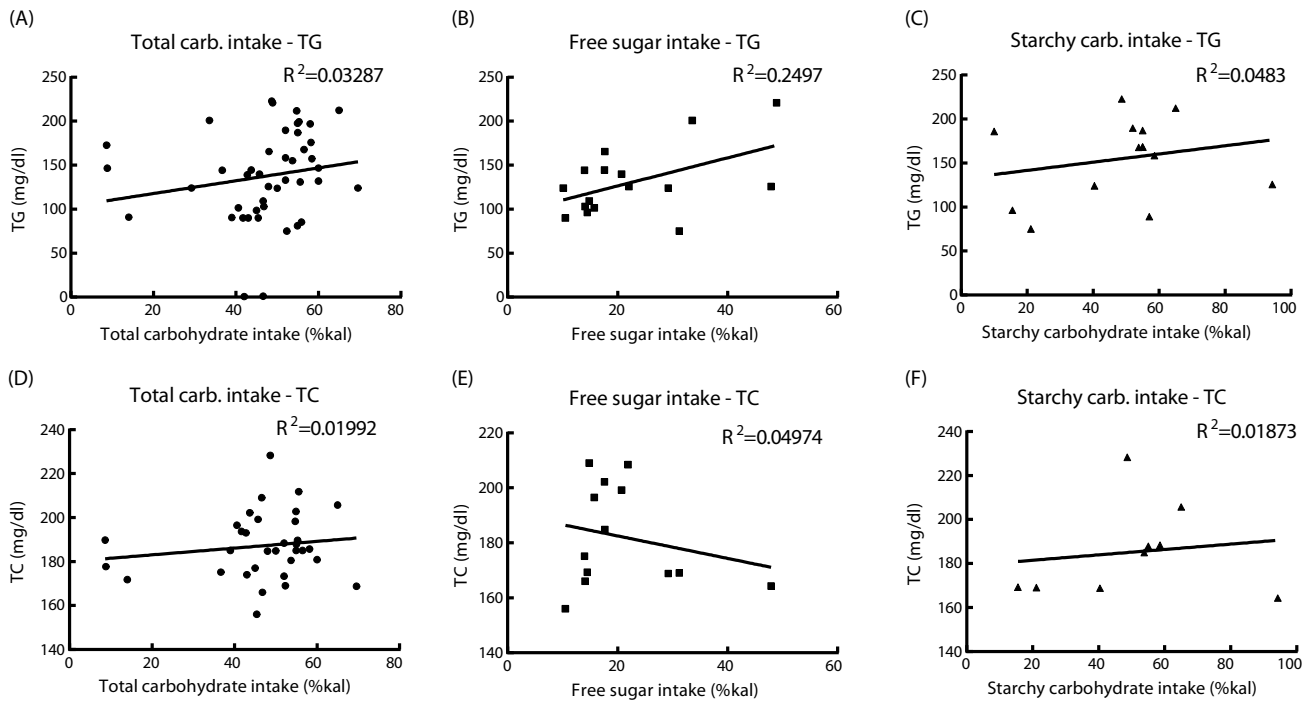 (A)
Total carb. intake - TG
R²=0.03287
TG (mg/dl)
250
200
150
100
50
0
0 20 40 60 80
Total carbohydrate intake (%kal)
(B)
Free sugar intake - TG
R²=0.2497
TG (mg/dl)
250
200
150
100
50
0
0 20 40 60
Free sugar intake (%kal)
(C)
Starchy carb. intake - TG
R²=0.0483
TG (mg/dl)
250
200
150
100
50
0
0 20 40 60 80 100
Starchy carbohydrate intake (%kal)
(D)
Total carb. intake - TC
R²=0.01992
TC (mg/dl)
240
220
200
180
160
140
0 20 40 60 80
Total carbohydrate intake (%kal)
(E)
Free sugar intake - TC
R²=0.04974
TC (mg/dl)
220
200
180
160
140
0 20 40 60
Free sugar intake (%kal)
(F)
Starchy carb. intake - TC
R²=0.01873
TC (mg/dl)
240
220
200
180
160
140
0 20 40 60 80 100
Starchy carbohydrate intake (%kal)